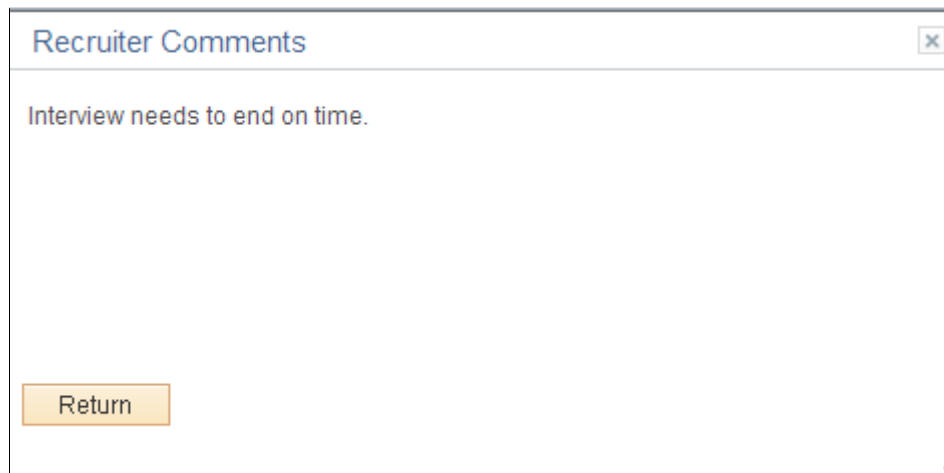 Recruiter Comments
Interview needs to end on time.
Return